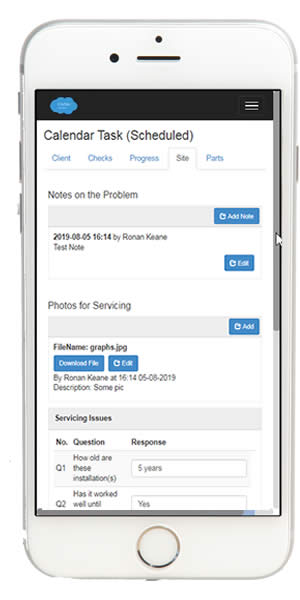 Calendar Task (Scheduled)
Client Checks Progress Site Parts
Notes on the Problem
Add Note
2019-08-05 16:14 by Ronan Keane
Test Note
Edit
Photos for Servicing
Add
FileName: graphs.jpg
Download File Edit
By Ronan Keane at 16:14 05-08-2019
Description: Some pic
Servicing Issues
No. Question Response
How old are
Q1 these 5 years
installation(s)
Has it worked
Q2 well until Yes